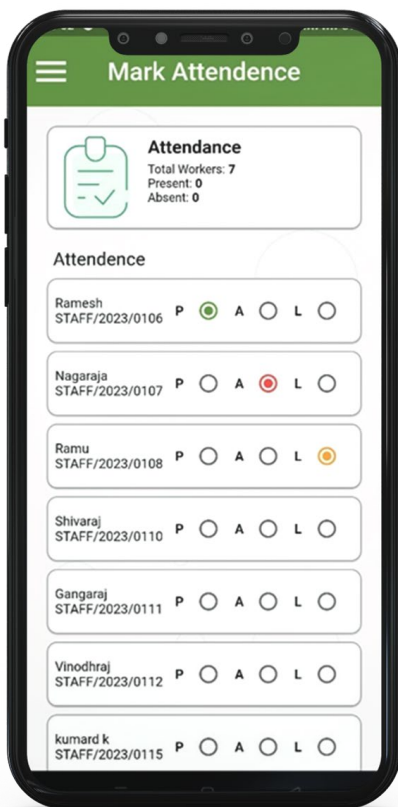 Mark Attendence
Attendance
Total Workers: 7
Present: 0
Absent: 0
Attendence
Ramesh
STAFF/2023/0106 P A L
Nagaraja
STAFF/2023/0107 P A L
Ramu
STAFF/2023/0108 P A L
Shivaraj
STAFF/2023/0110 P A L
Gangaraj
STAFF/2023/0111 P A L
Vinodhraj
STAFF/2023/0112 P A L
kumard k
STAFF/2023/0115 P A L